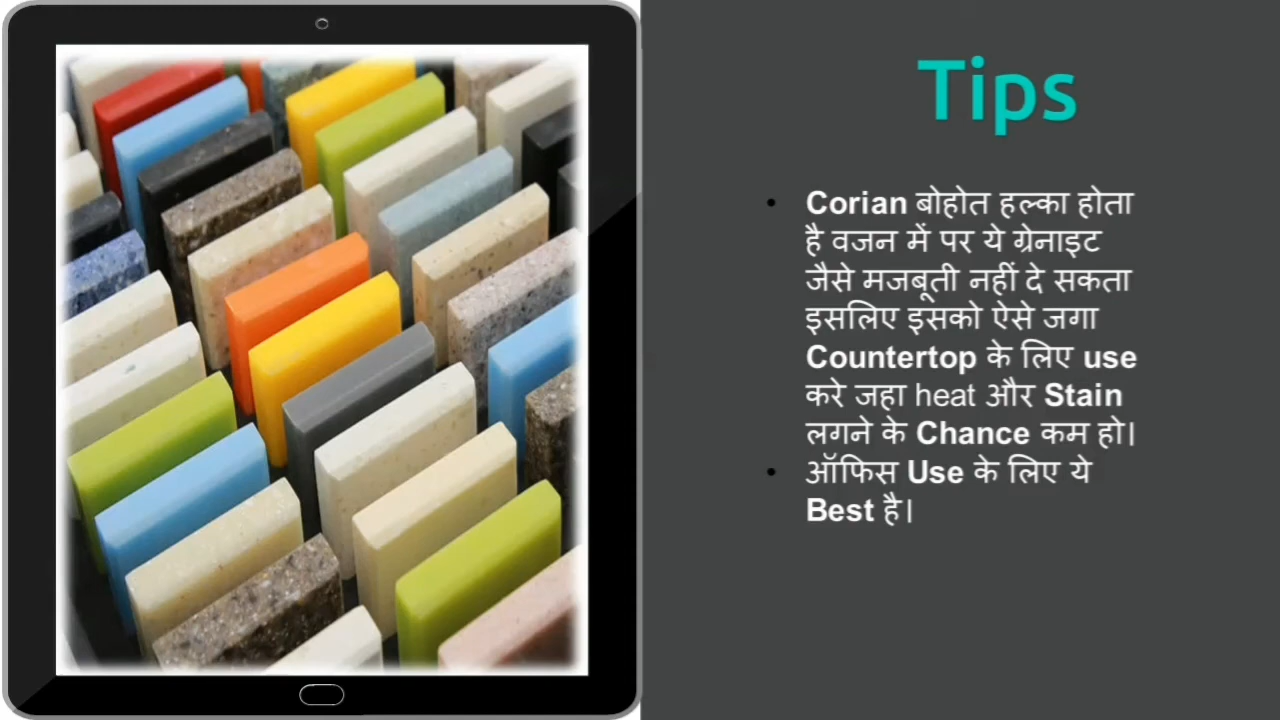 Tips
• Corian बोहोत हल्का होता
है वजन में पर ये ग्रेनाइट
जैसे मजबूती नहीं दे सकता
इसलिए इसको ऐसे जगा
Countertop के लिए use
करे जहा heat और Stain
लगने के Chance कम हो।
• ऑफिस Use के लिए ये
Best है।